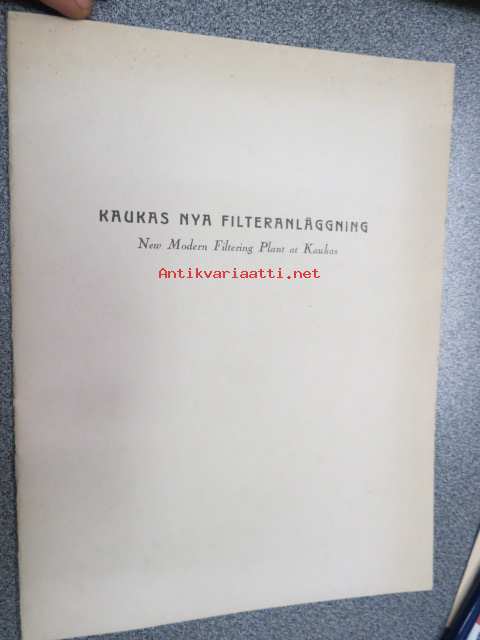 KAUKAS NYA FILTERANLÄGGNING
New Modern Filtering Plant at Kaukas
Antikvariaatti.net